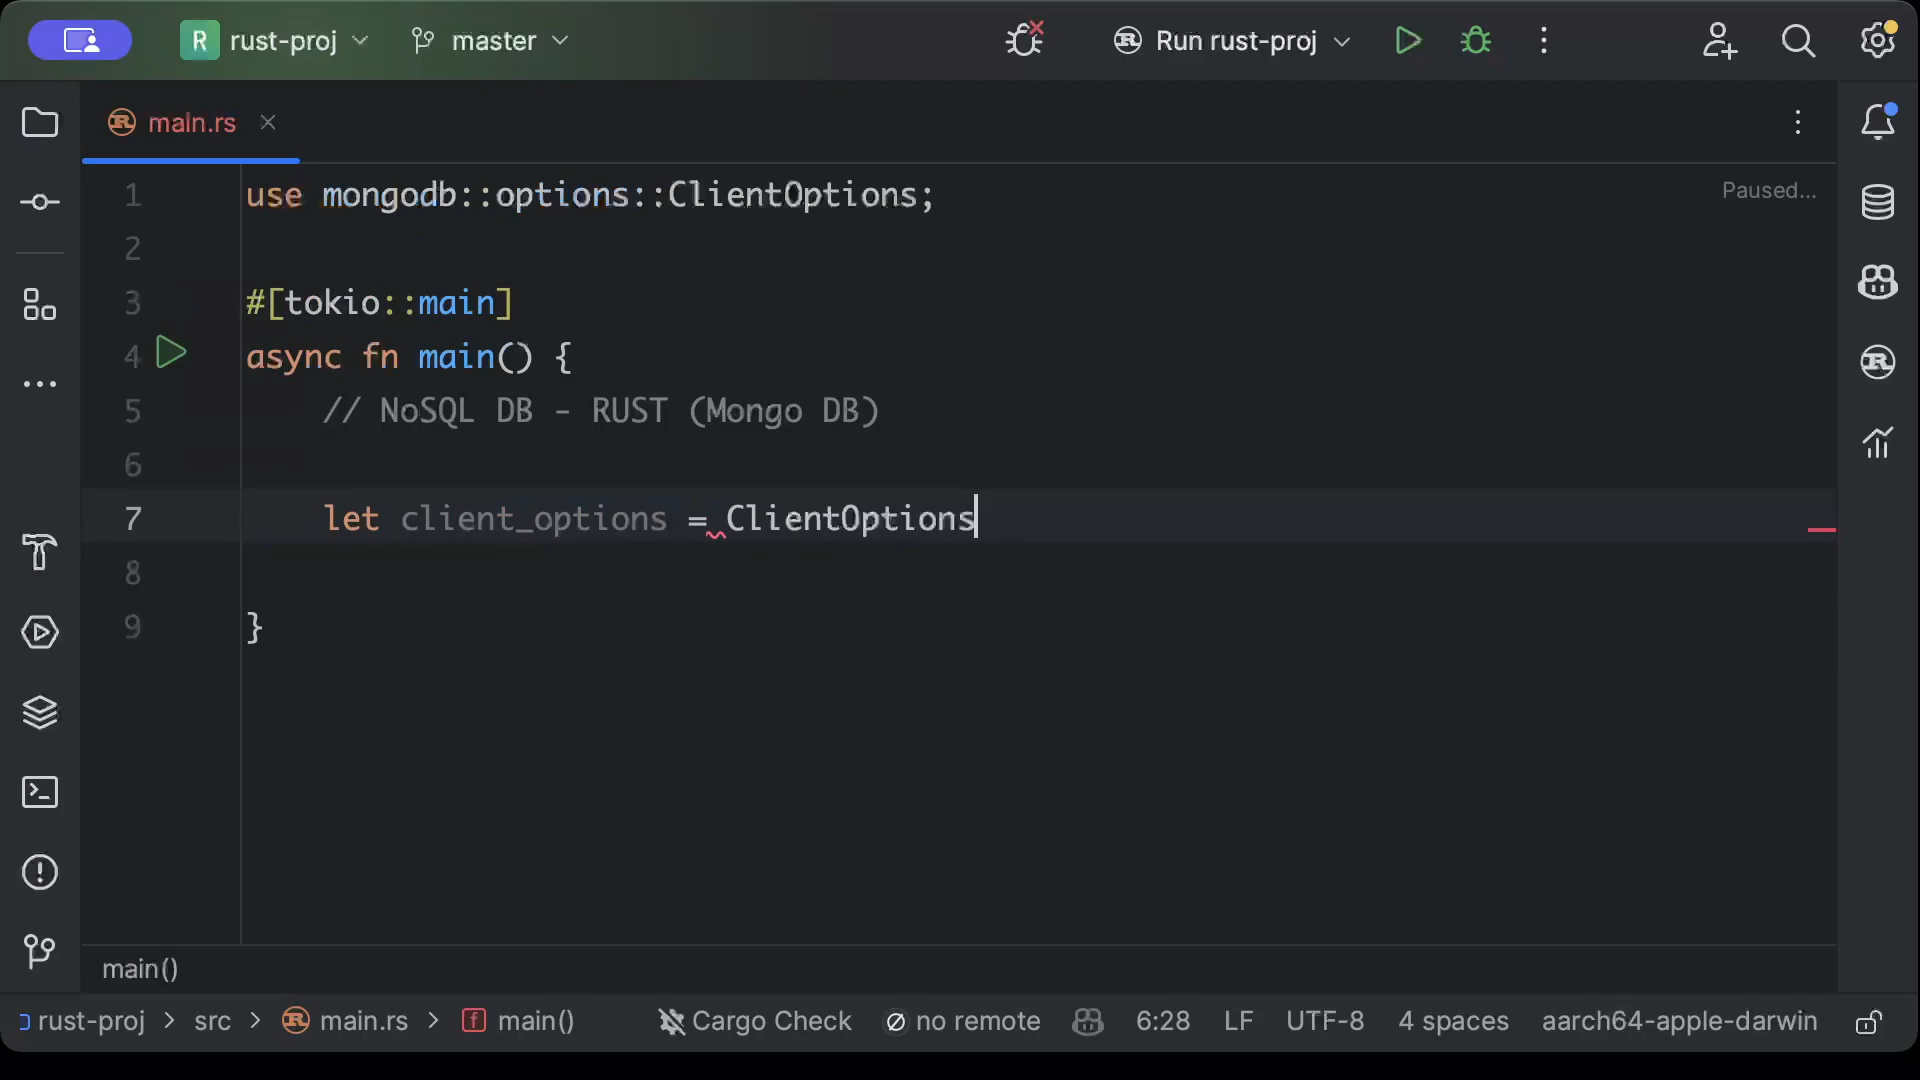 R rust-proj master Run rust-proj
maln.rs
1 use mongodb::options::ClientOptions; Paused...
2
3 #[tokio::main]
4 async fn main() {
5 // NoSQL DB - RUST (Mongo DB)
6
7 let client_options = ClientOptions
8
9 }
main()
rust-proj > src > main.rs > f main() Cargo Check no remote 6:28 LF UTF-8 4 spaces aarch64-apple-darwin